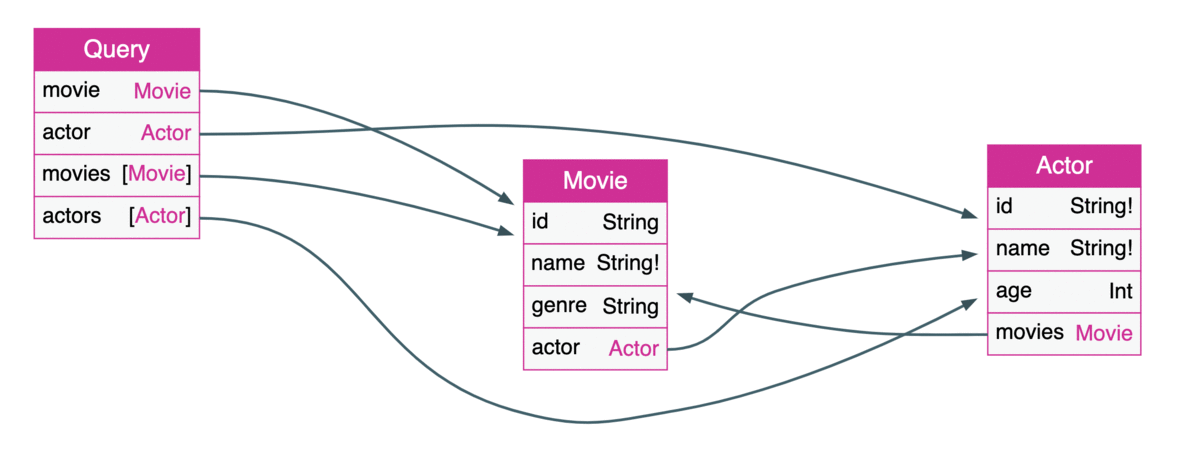 Query
movie Movie
actor Actor
movies [Movie]
actors [Actor]
Movie
id String
name String!
genre String
actor Actor
Actor
id String!
name String!
age Int
movies Movie